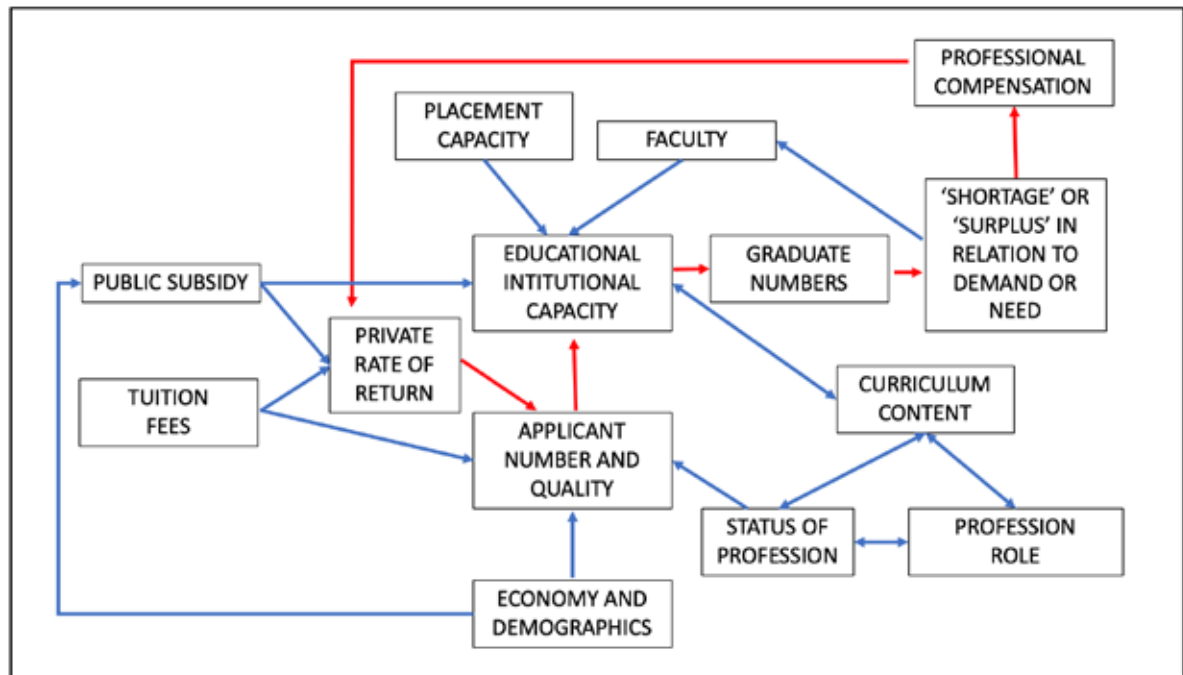 PROFESSIONAL
COMPENSATION
PLACEMENT
CAPACITY
FACULTY
‘SHORTAGE’ OR
‘SURPLUS’ IN
RELATION TO
DEMAND OR
NEED
EDUCATIONAL
INTITUTIONAL
CAPACITY
GRADUATE
NUMBERS
PUBLIC SUBSIDY
PRIVATE
RATE OF
RETURN
TUITION
FEES
CURRICULUM
CONTENT
APPLICANT
NUMBER AND
QUALITY
STATUS OF
PROFESSION
PROFESSION
ROLE
ECONOMY AND
DEMOGRAPHICS